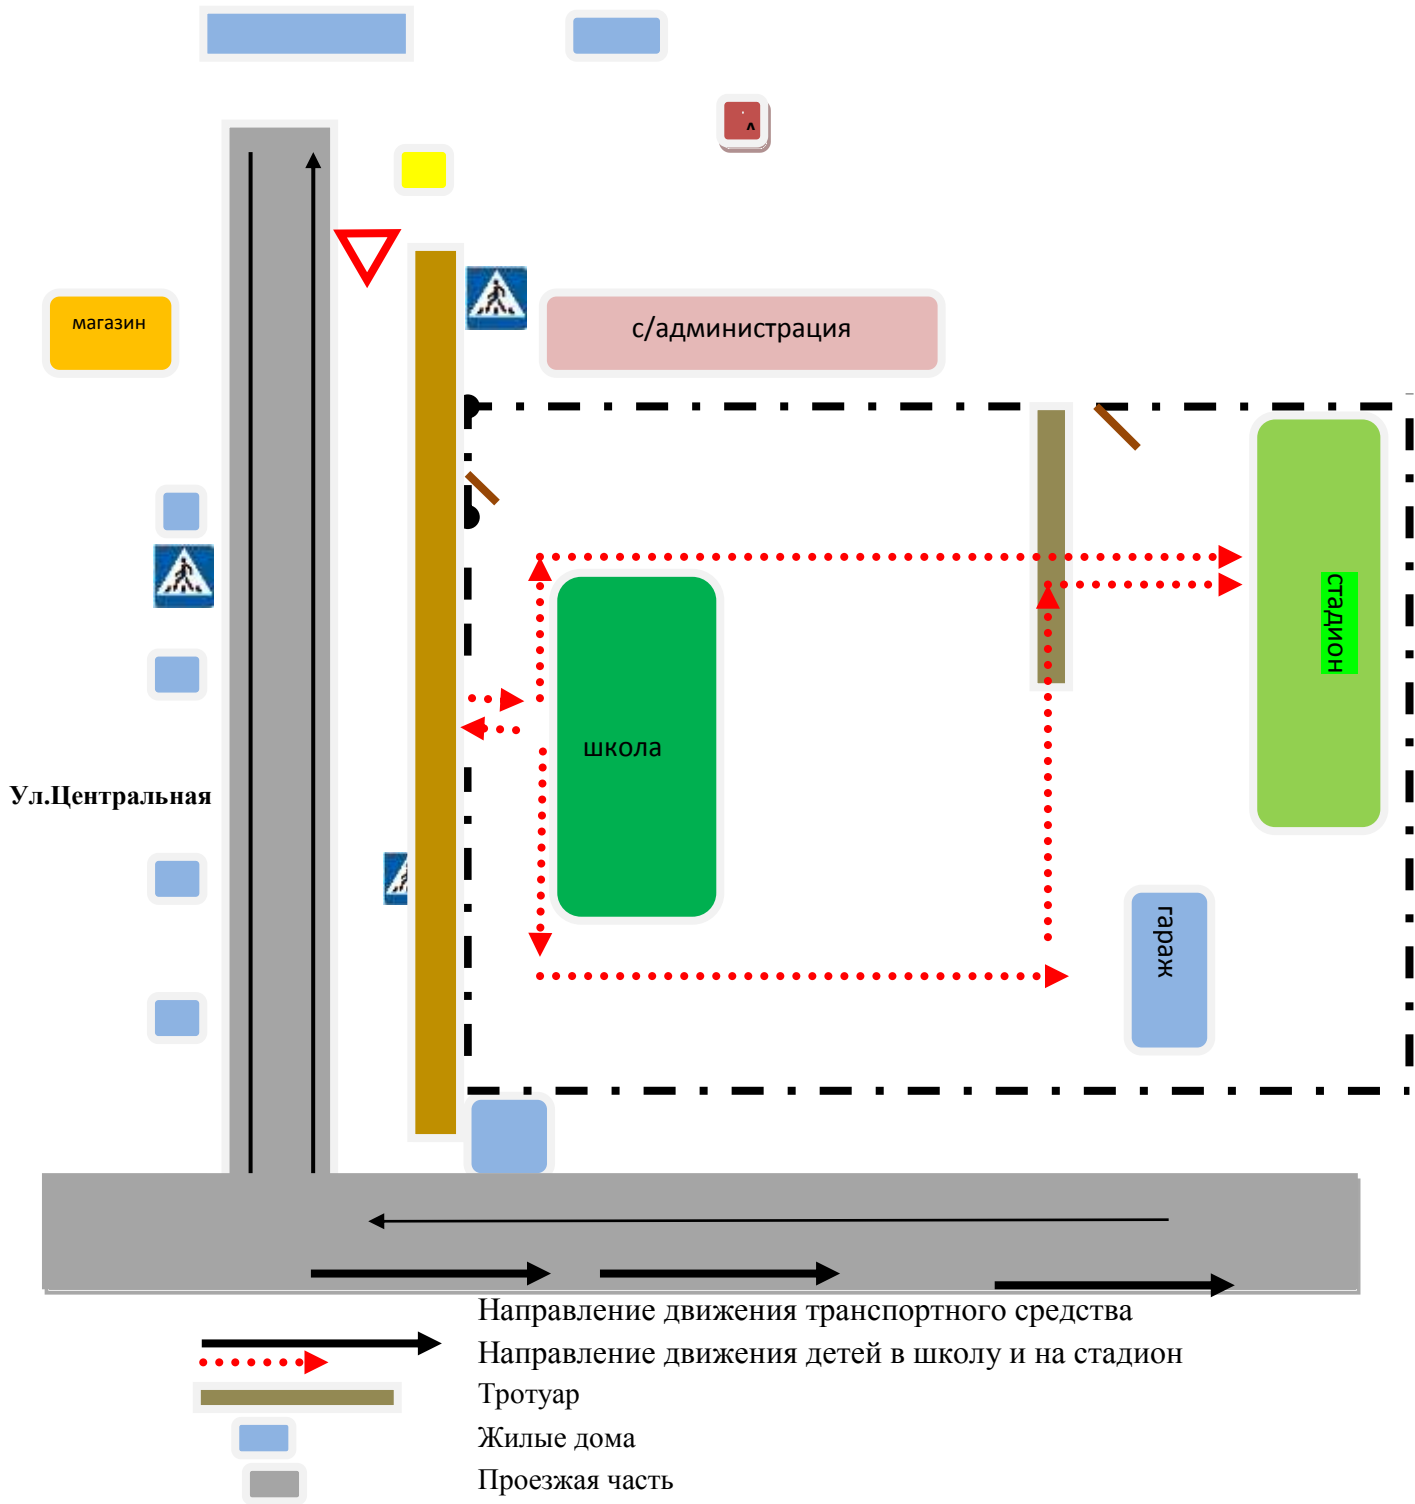 магазин
с/администрация
стадион
школа
Ул.Центральная
гараж
Направление движения транспортного средства
Направление движения детей в школу и на стадион
Тротуар
Жилые дома
Проезжая часть